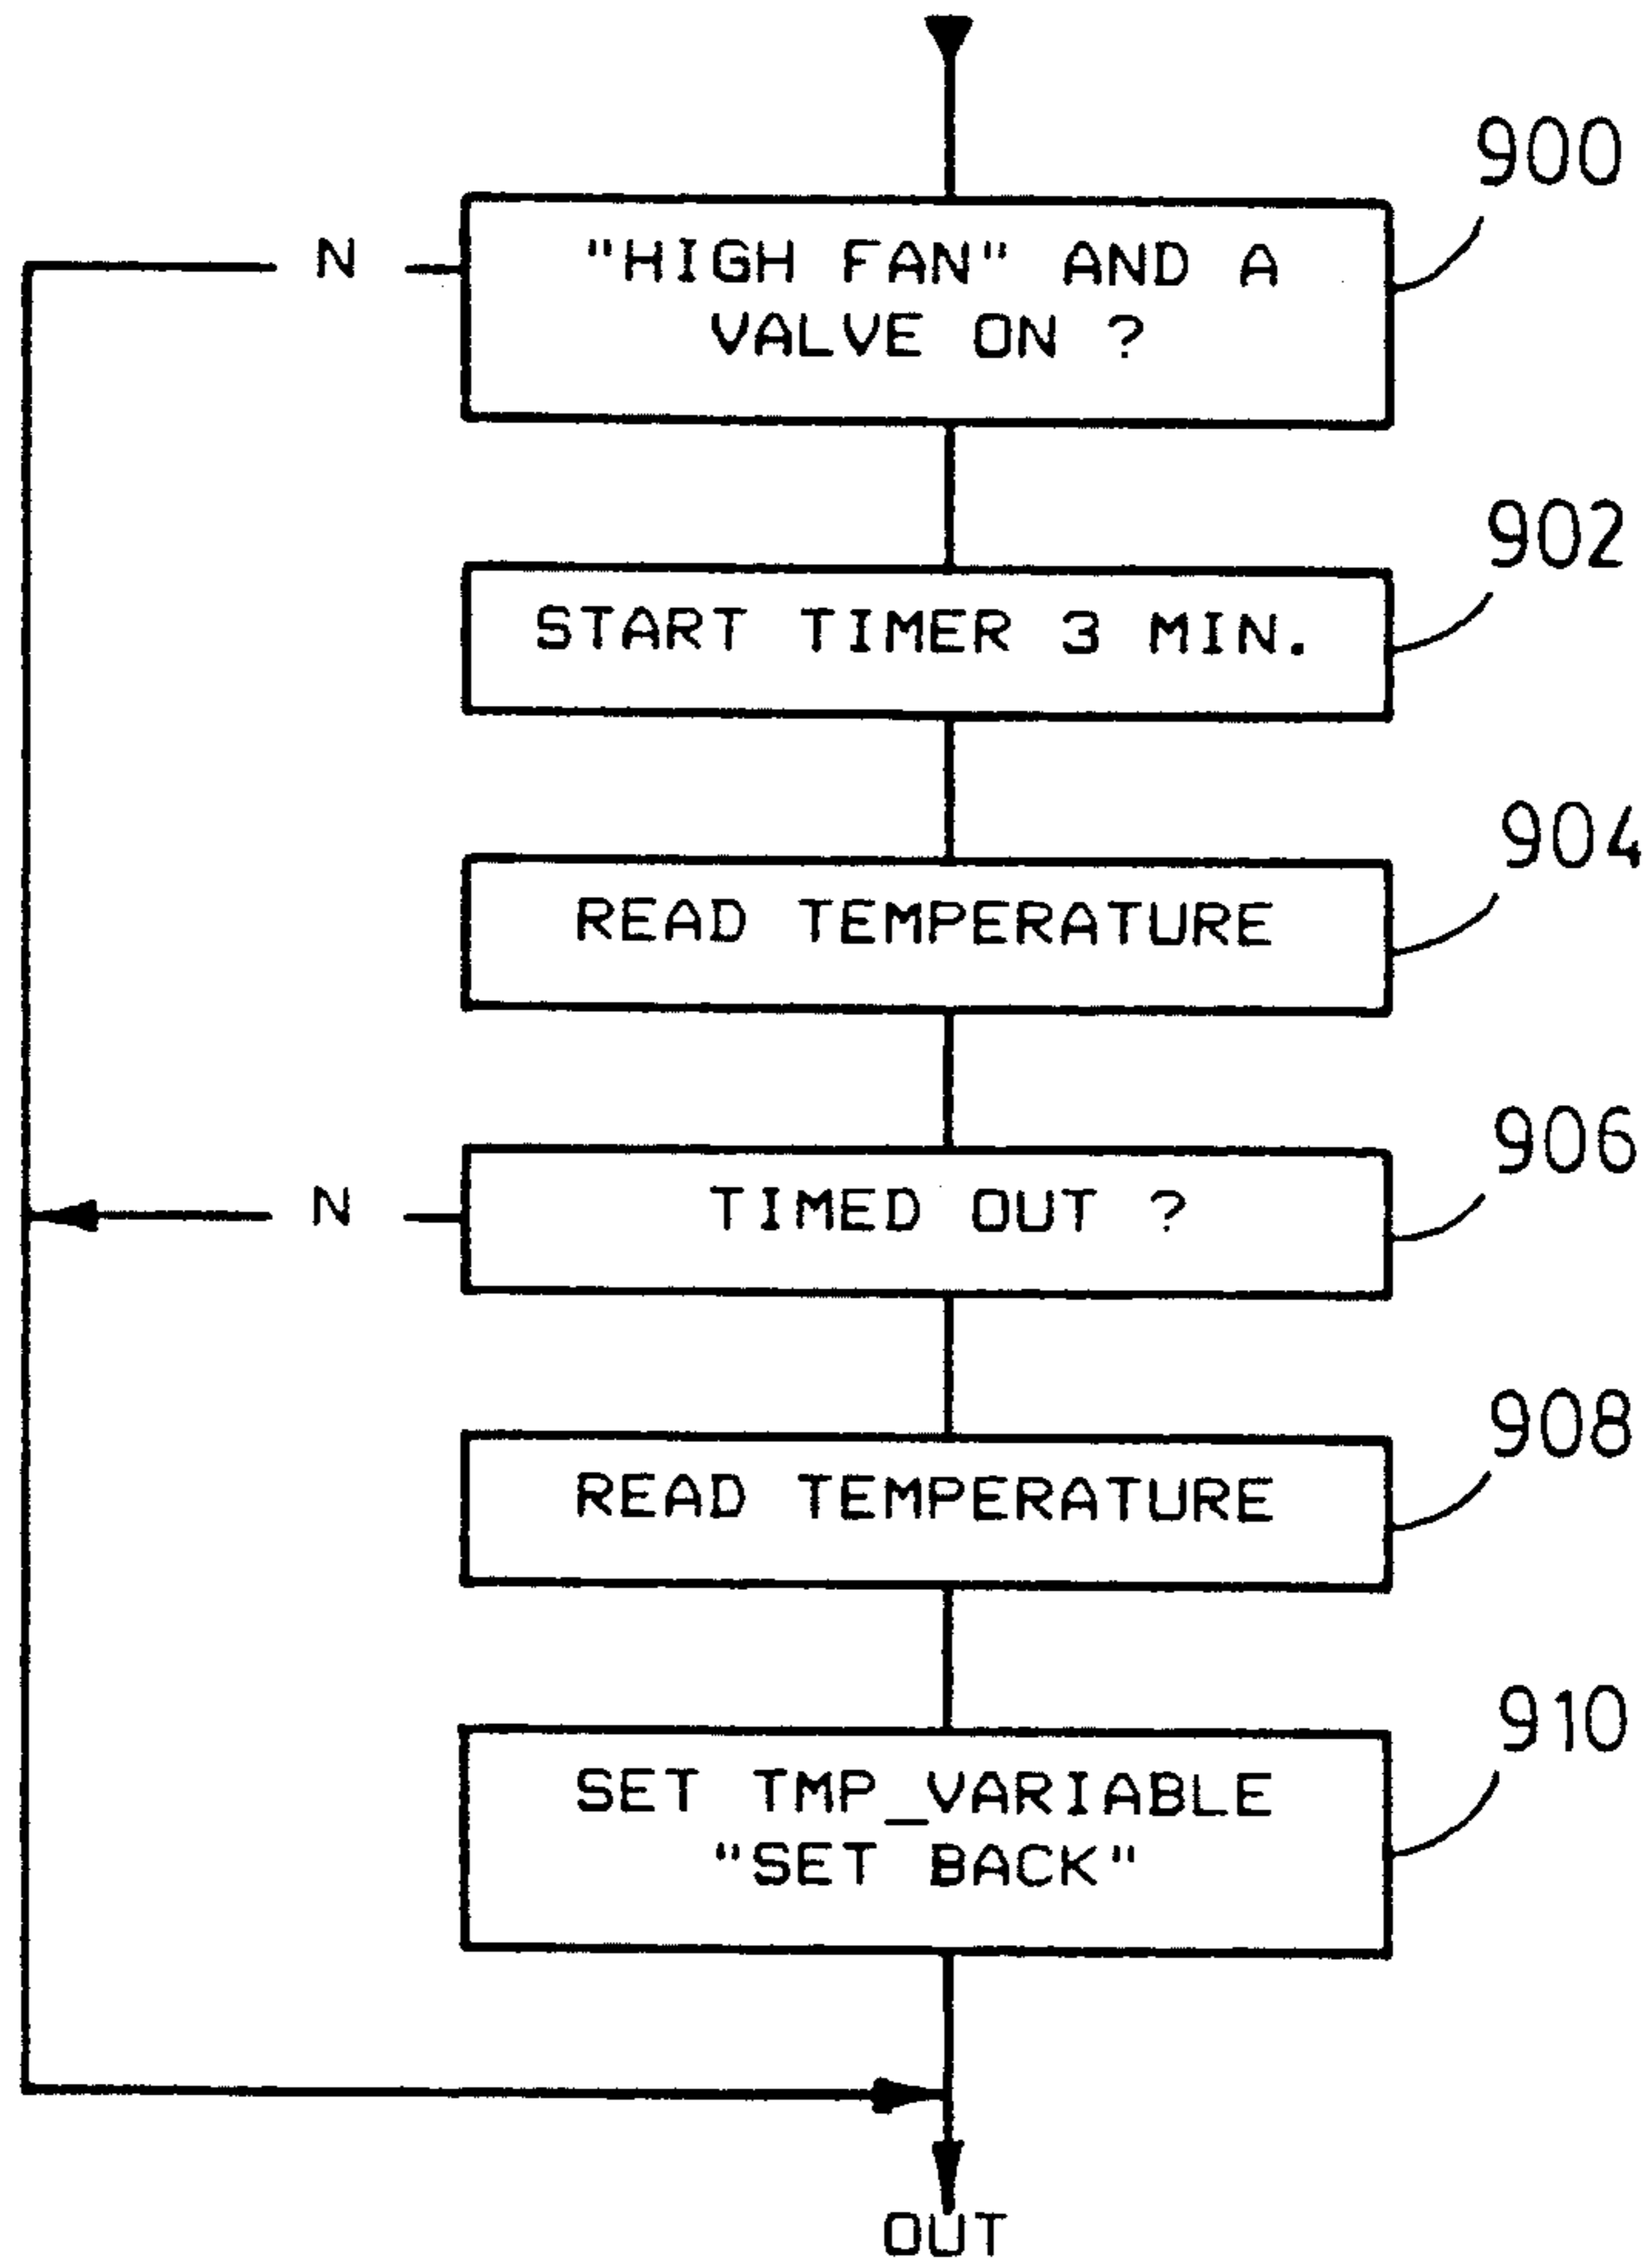 900
N
"HIGH FAN" AND A
VALVE ON ?
902
START TIMER 3 MIN.
904
READ TEMPERATURE
906
N
TIMED OUT ?
908
READ TEMPERATURE
910
SET TMP_VARIABLE
"SET BACK"
OUT